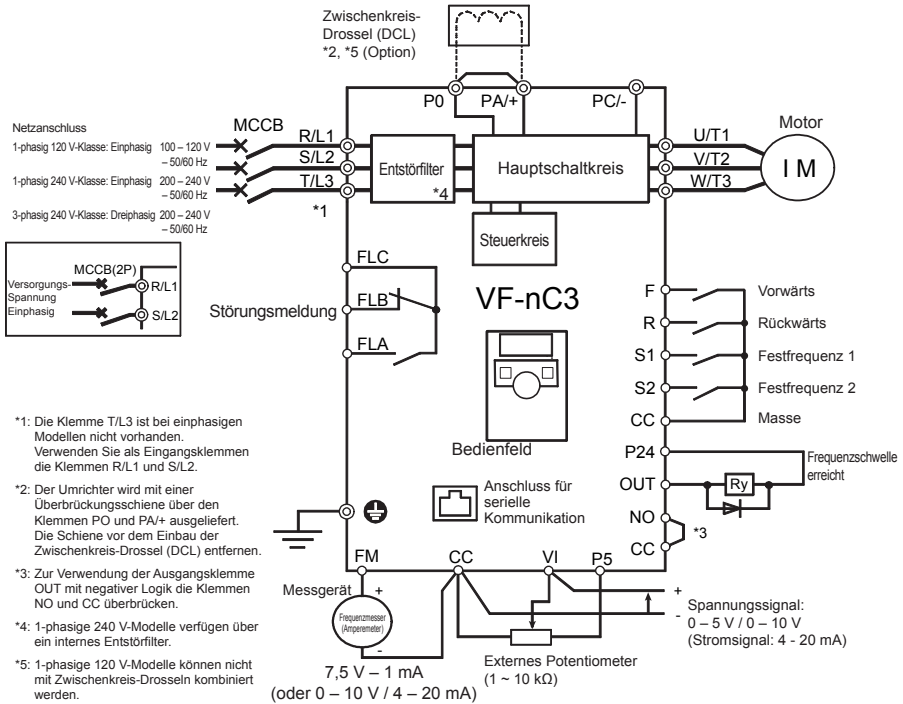 Zwischenkreis-
Drossel (DCL)
*2, *5 (Option)
P0
PA/+
PC/-
Netzanschluss
1-phasig 120 V-Klasse: Einphasig 100 – 120 V
– 50/60 Hz
1-phasig 240 V-Klasse: Einphasig 200 – 240 V
– 50/60 Hz
3-phasig 240 V-Klasse: Dreiphasig 200 – 240 V
– 50/60 Hz
MCCB
R/L1
S/L2
T/L3
*1
Entstörfilter
*4
Hauptschaltkreis
Steuerkreis
U/T1
V/T2
W/T3
Motor
I M
MCCB(2P)
Versorgungs-
Spannung
Einphasig
R/L1
S/L2
Störungsmeldung
FLC
FLB
FLA
VF-nC3
Bedienfeld
Anschluss für
serielle
Kommunikation
F
Vorwärts
R
Rückwärts
S1
Festfrequenz 1
S2
Festfrequenz 2
CC
Masse
P24
Frequenzschwelle
erreicht
OUT
Ry
NO
*3
CC
*1: Die Klemme T/L3 ist bei einphasigen
Modellen nicht vorhanden.
Verwenden Sie als Eingangsklemmen
die Klemmen R/L1 und S/L2.
*2: Der Umrichter wird mit einer
Überbrückungsschiene über den
Klemmen PO und PA/+ ausgeliefert.
Die Schiene vor dem Einbau der
Zwischenkreis-Drossel (DCL) entfernen.
*3: Zur Verwendung der Ausgangsklemme
OUT mit negativer Logik die Klemmen
NO und CC überbrücken.
*4: 1-phasige 240 V-Modelle verfügen über
ein internes Entstörfilter.
*5: 1-phasige 120 V-Modelle können nicht
mit Zwischenkreis-Drosseln kombiniert
werden.
FM
CC
VI
P5
Messgerät
+
Frequenzmesser
(Amperemeter)
-
7,5 V – 1 mA
(oder 0 – 10 V / 4 – 20 mA)
Externes Potentiometer
(1 ~ 10 kΩ)
+
-
Spannungssignal:
0 – 5 V / 0 – 10 V
(Stromsignal: 4 - 20 mA)